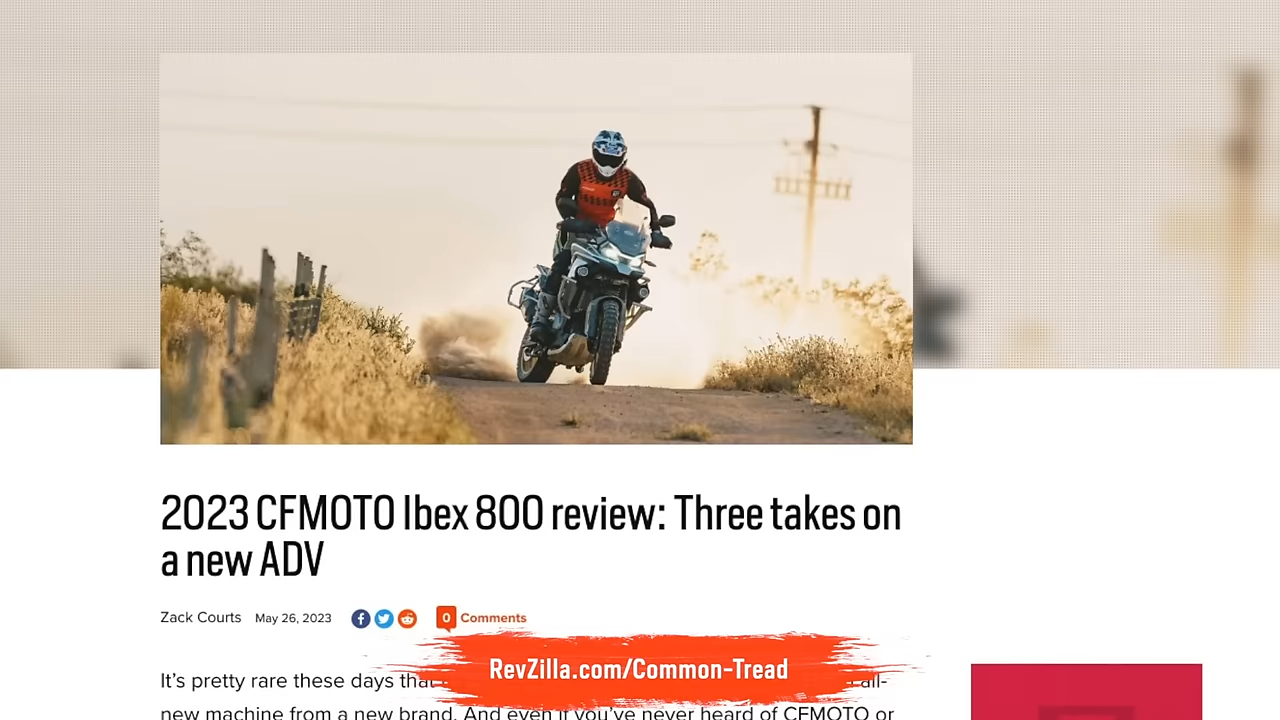 2023 CFMOTO Ibex 800 review: Three takes on
a new ADV
Zack Courts May 26, 2023 0 Comments
RevZilla.com/Common-Tread
It's pretty rare these days that all-
new machine from a new brand. And even if you've never heard of CFMOTO or